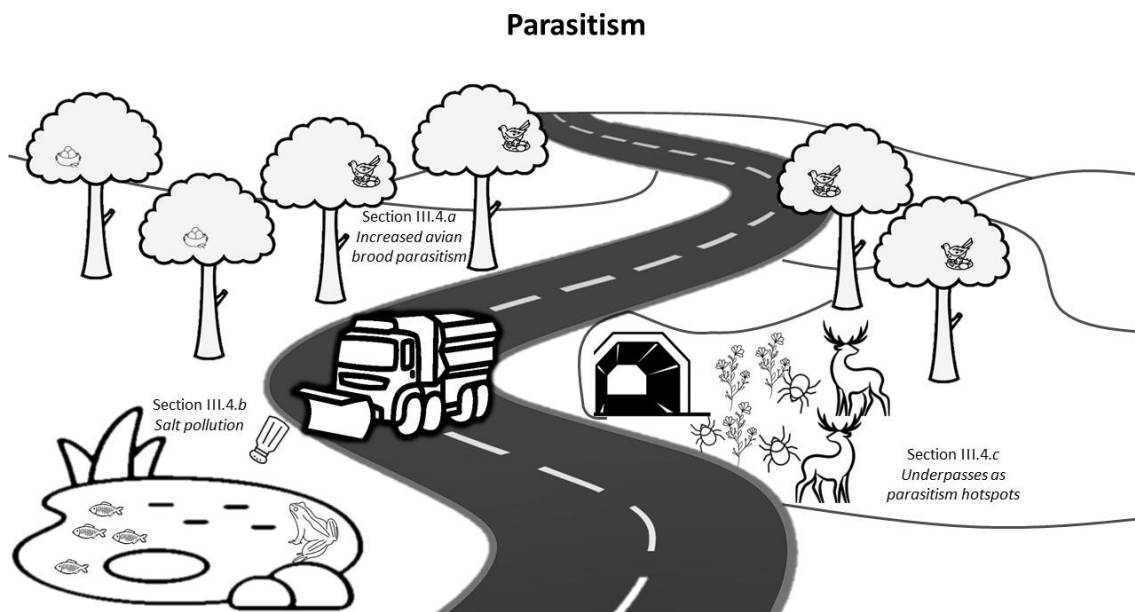 Parasitism
Section III.4.a
Increased avian
brood parasitism
Section III.4.b
Salt pollution
Section III.4.c
Underpasses as
parasitism hotspots